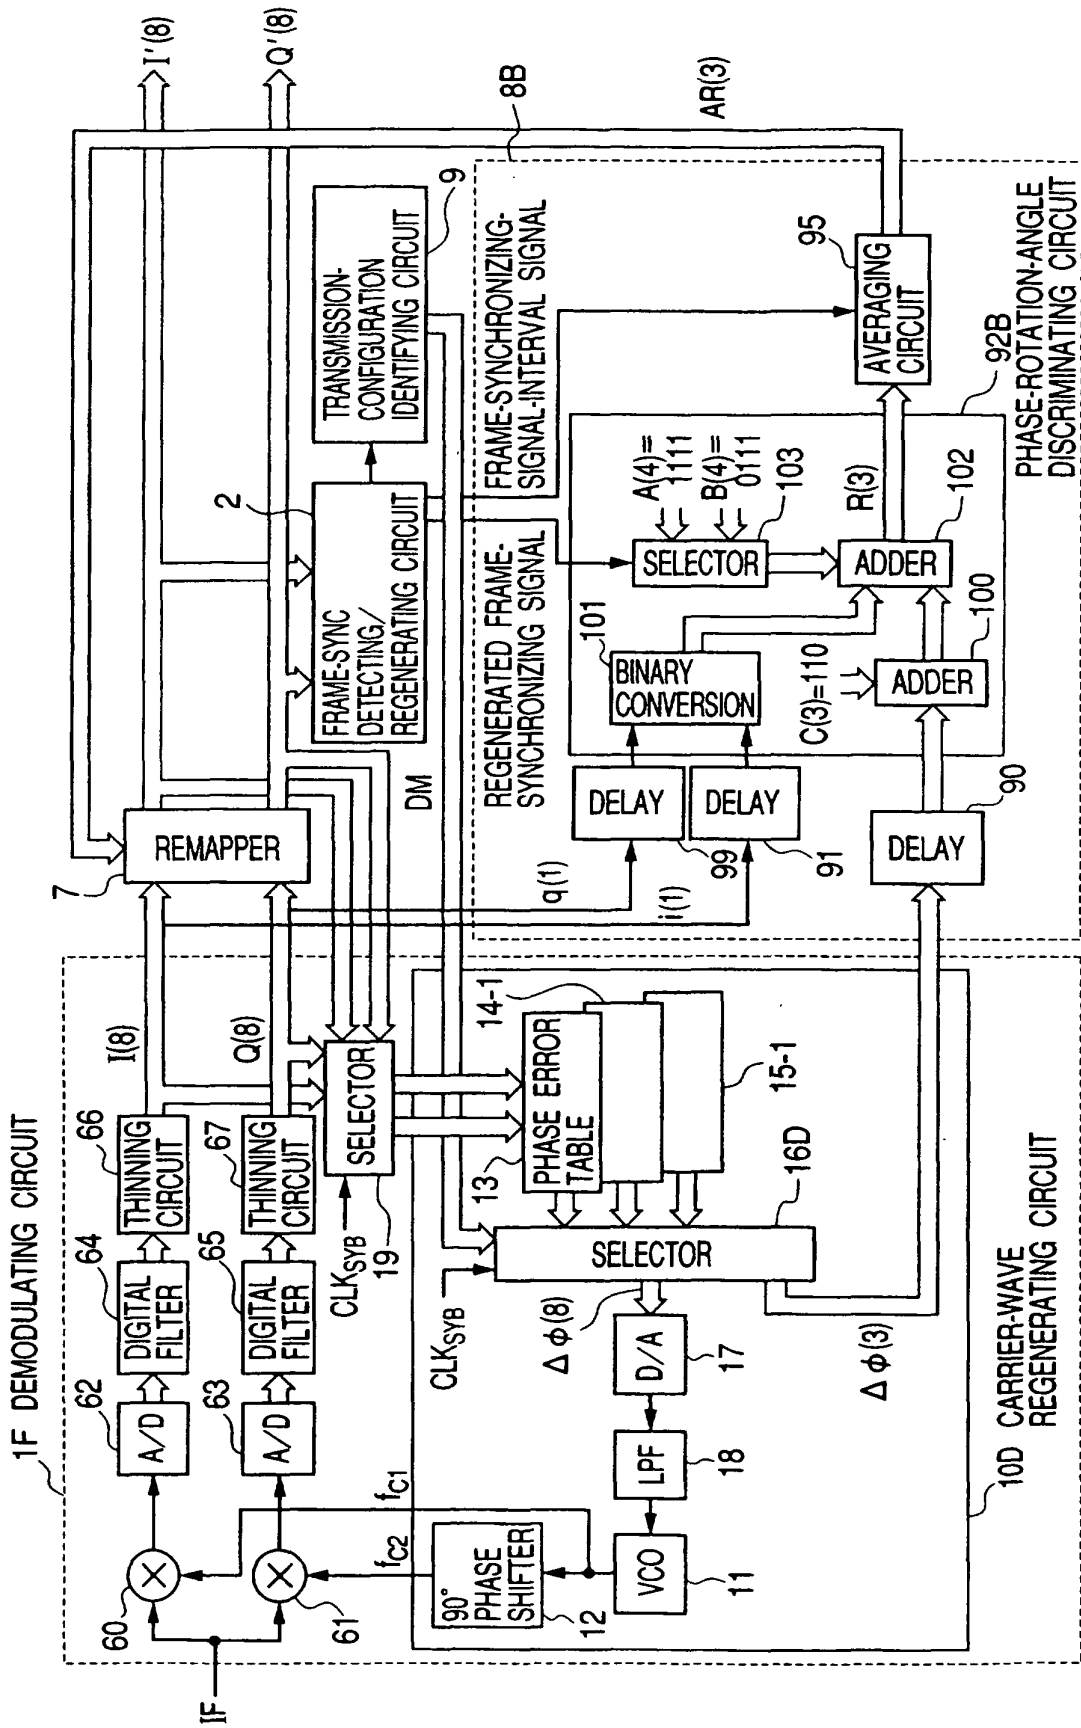 1F DEMODULATING CIRCUIT
IF
60
61
62
A/D
63
A/D
64
DIGITAL
FILTER
65
DIGITAL
FILTER
66
THINNING
CIRCUIT
67
THINNING
CIRCUIT
I(8)
Q(8)
7
REMAPPER
I'(8)
Q'(8)
fC1
fC2
CLKSYB
SELECTOR
19
q(1)
i(1)
DM
2
FRAME-SYNC
DETECTING/
REGENERATING CIRCUIT
9
TRANSMISSION-
CONFIGURATION
IDENTIFYING CIRCUIT
REGENERATED FRAME-
SYNCHRONIZING SIGNAL
FRAME-SYNCHRONIZING-
SIGNAL-INTERVAL SIGNAL
8B
AR(3)
90°
PHASE
SHIFTER
12
VCO
11
LPF
18
D/A
17
Δϕ(8)
CLKSYB
SELECTOR
16D
13
PHASE ERROR
TABLE
14-1
15-1
Δϕ(3)
10D CARRIER-WAVE
REGENERATING CIRCUIT
DELAY
99
DELAY
91
DELAY
90
101
BINARY
CONVERSION
C(3)=110
ADDER
100
A(4)=
1111
B(4)=
0111
SELECTOR
103
ADDER
102
R(3)
95
AVERAGING
CIRCUIT
92B
PHASE-ROTATION-ANGLE
DISCRIMINATING CIRCUIT